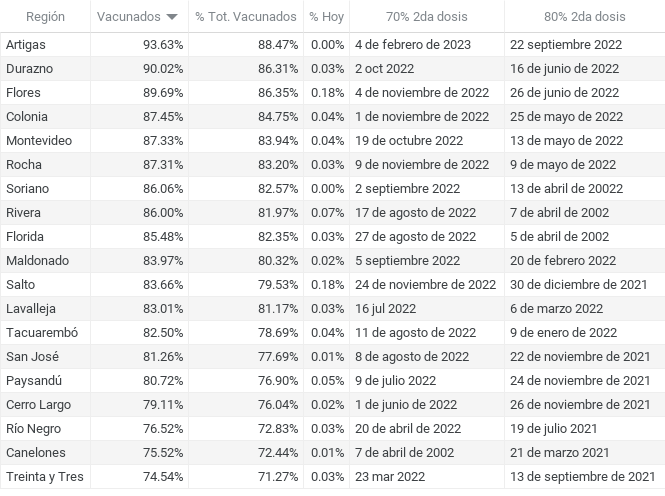 Región Vacunados % Tot. Vacunados % Hoy 70% 2da dosis 80% 2da dosis
Artigas 93.63% 88.47% 0.00% 4 de febrero de 2023 22 septiembre 2022
Durazno 90.02% 86.31% 0.03% 2 oct 2022 16 de junio de 2022
Flores 89.69% 86.35% 0.18% 4 de noviembre de 2022 26 de junio de 2022
Colonia 87.45% 84.75% 0.04% 1 de noviembre de 2022 25 de mayo de 2022
Montevideo 87.33% 83.94% 0.04% 19 de octubre de 2022 13 de mayo de 2022
Rocha 87.31% 83.20% 0.03% 9 de noviembre de 2022 9 de mayo de 2022
Soriano 86.06% 82.57% 0.00% 2 septiembre 2022 13 de abril de 20022
Rivera 86.00% 81.97% 0.07% 17 de agosto de 2022 7 de abril de 2002
Florida 85.48% 82.35% 0.03% 27 de agosto de 2022 5 de abril de 2002
Maldonado 83.97% 80.32% 0.02% 5 septiembre 2022 20 de febrero 2022
Salto 83.66% 79.53% 0.18% 24 de noviembre de 2022 30 de diciembre de 2021
Lavalleja 83.01% 81.17% 0.03% 16 jul 2022 6 de marzo 2022
Tacuarembó 82.50% 78.69% 0.04% 11 de agosto de 2022 9 de enero de 2022
San José 81.26% 77.69% 0.01% 8 de agosto de 2022 22 de noviembre de 2021
Paysandú 80.72% 76.90% 0.05% 9 de julio 2022 24 de noviembre de 2021
Cerro Largo 79.11% 76.04% 0.02% 1 de junio de 2022 26 de noviembre de 2021
Río Negro 76.52% 72.83% 0.03% 20 de abril de 2022 19 de julio 2021
Canelones 75.52% 72.44% 0.01% 7 de abril de 2002 21 de marzo 2021
Treinta y Tres 74.54% 71.27% 0.03% 23 mar 2022 13 de septiembre de 2021